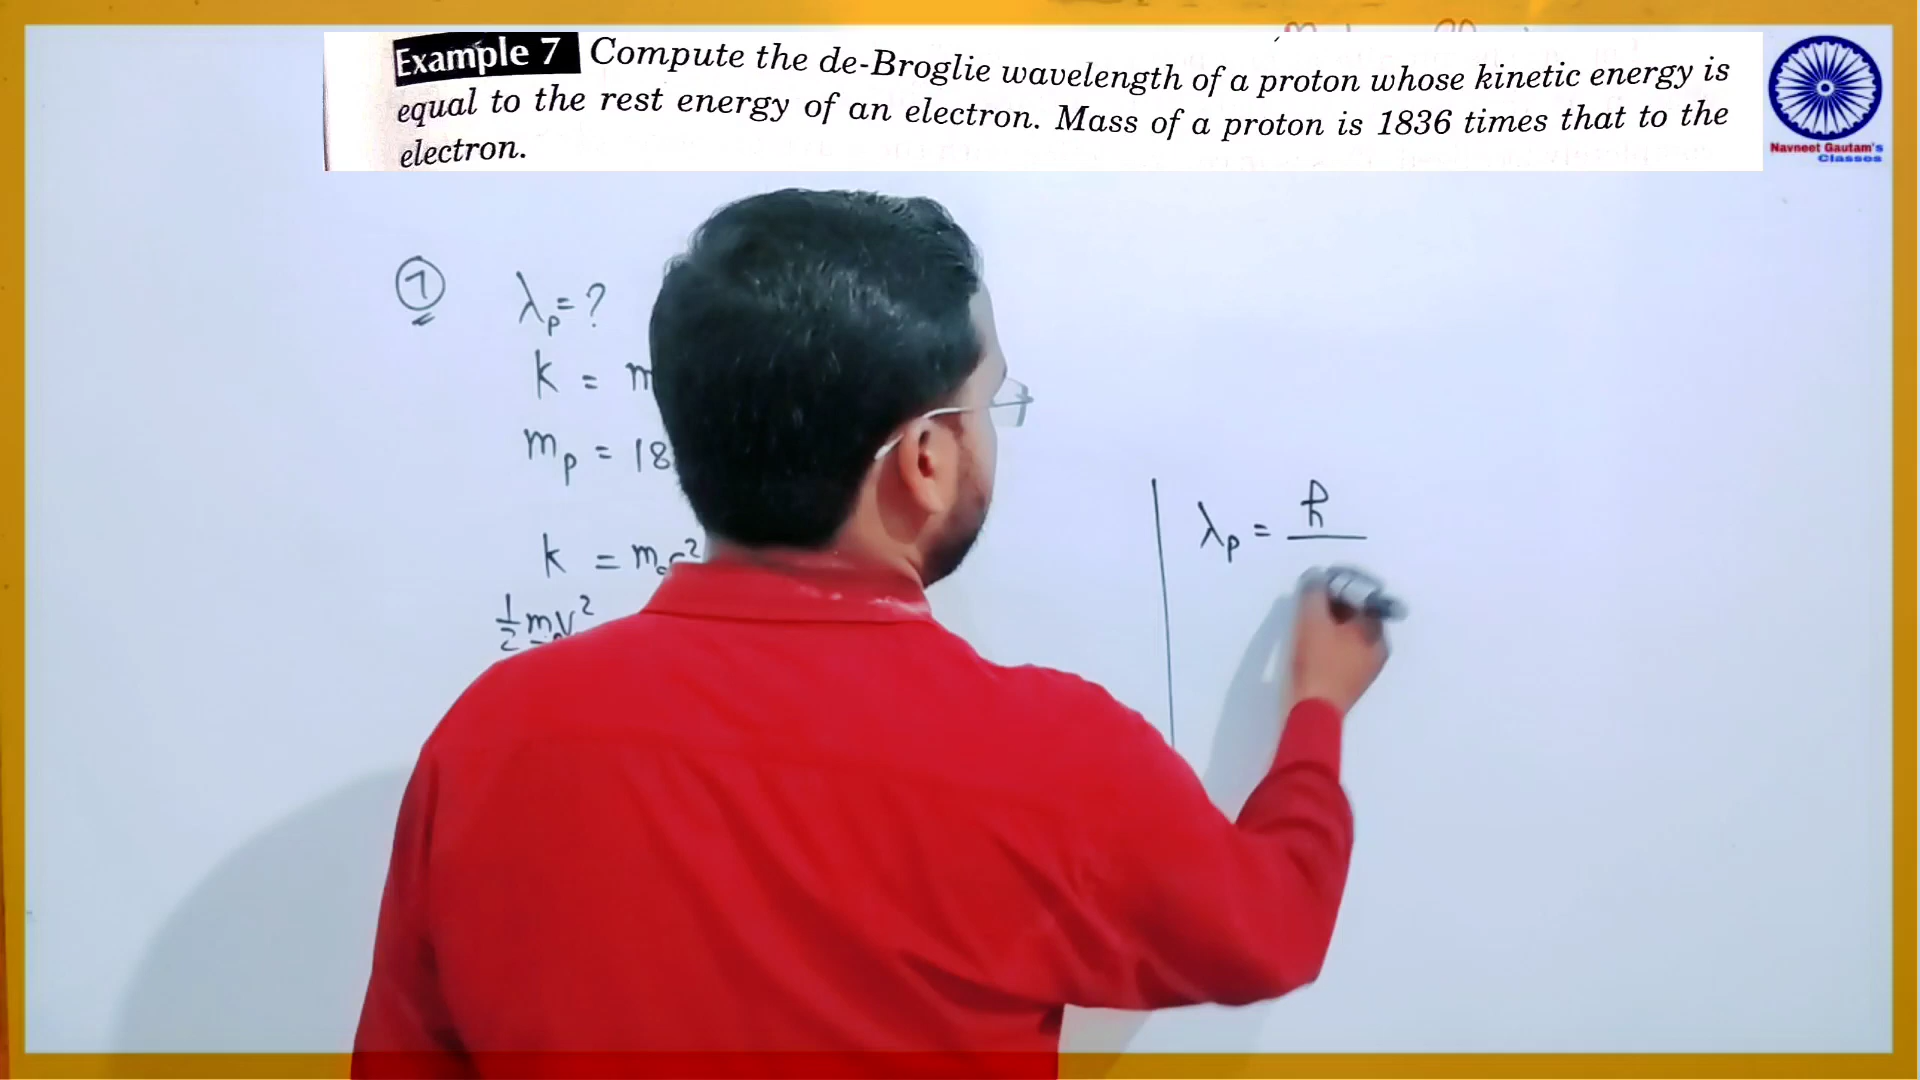 Example 7 Compute the de-Broglie wavelength of a proton whose kinetic energy is
equal to the rest energy of an electron. Mass of a proton is 1836 times that to the
electron.
Navneet Gautam's
Classes
7
λp = ?
k = m
mp = 18
k = m₀c²
½mv²
λp = h